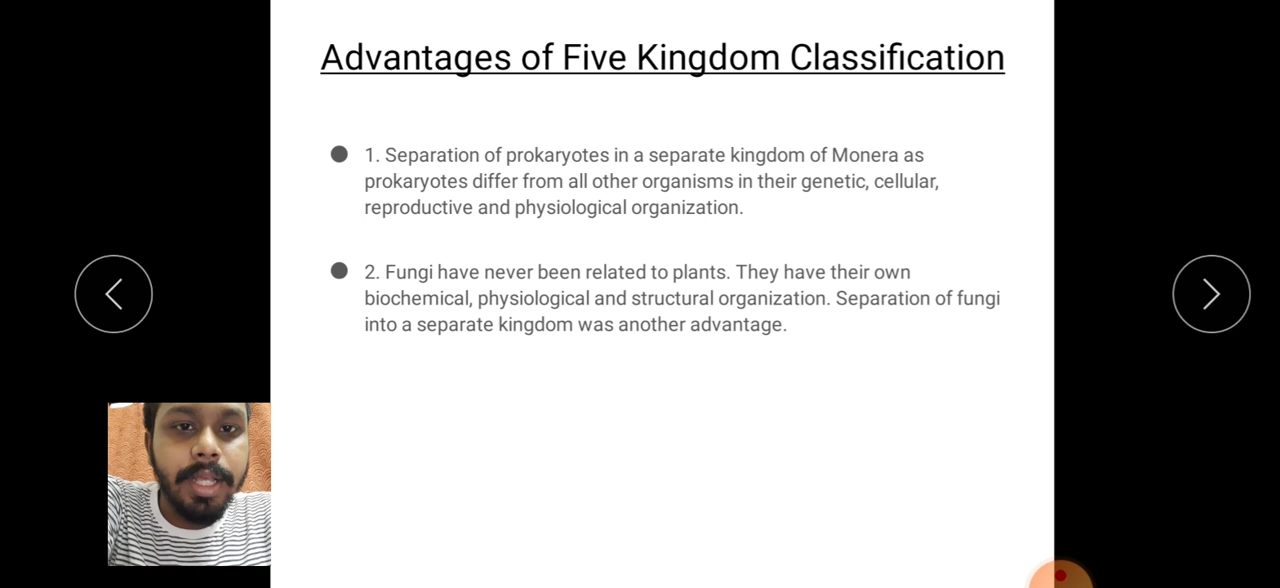 Advantages of Five Kingdom Classification
1. Separation of prokaryotes in a separate kingdom of Monera as
prokaryotes differ from all other organisms in their genetic, cellular,
reproductive and physiological organization.
2. Fungi have never been related to plants. They have their own
biochemical, physiological and structural organization. Separation of fungi
into a separate kingdom was another advantage.